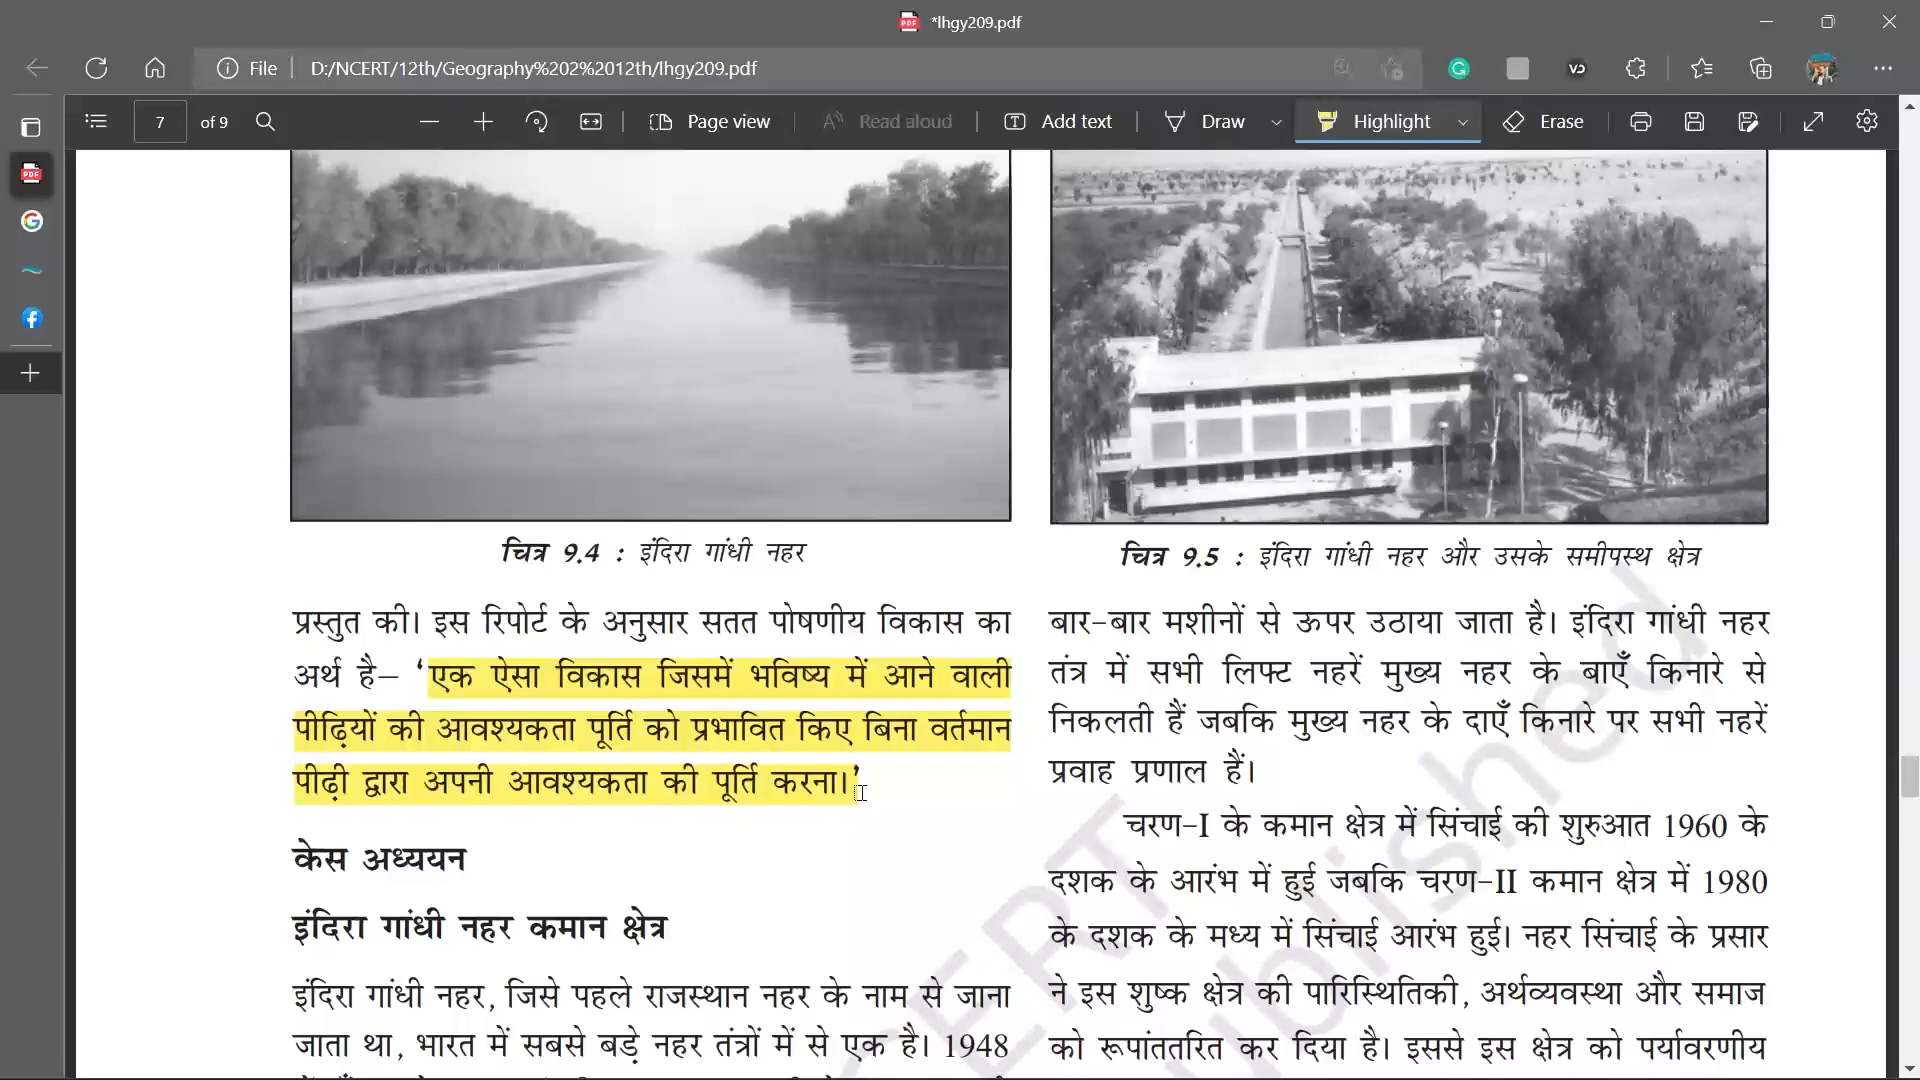 *lhgy209.pdf
File
D:/NCERT/12th/Geography%202%2012th/lhgy209.pdf
7 of 9
Page view
Read aloud
Add text
Draw
Highlight
Erase
चित्र 9.4 : इंदिरा गांधी नहर
प्रस्तुत की। इस रिपोर्ट के अनुसार सतत पोषणीय विकास का
अर्थ है– ‘एक ऐसा विकास जिसमें भविष्य में आने वाली
पीढ़ियों की आवश्यकता पूर्ति को प्रभावित किए बिना वर्तमान
पीढ़ी द्वारा अपनी आवश्यकता की पूर्ति करना।’
केस अध्ययन
इंदिरा गांधी नहर कमान क्षेत्र
इंदिरा गांधी नहर, जिसे पहले राजस्थान नहर के नाम से जाना
जाता था, भारत में सबसे बड़े नहर तंत्रों में से एक है। 1948
चित्र 9.5 : इंदिरा गांधी नहर और उसके समीपस्थ क्षेत्र
बार-बार मशीनों से ऊपर उठाया जाता है। इंदिरा गांधी नहर
तंत्र में सभी लिफ्ट नहरें मुख्य नहर के बाएँ किनारे से
निकलती हैं जबकि मुख्य नहर के दाएँ किनारे पर सभी नहरें
प्रवाह प्रणाल हैं।
चरण-I के कमान क्षेत्र में सिंचाई की शुरुआत 1960 के
दशक के आरंभ में हुई जबकि चरण-II कमान क्षेत्र में 1980
के दशक के मध्य में सिंचाई आरंभ हुई। नहर सिंचाई के प्रसार
ने इस शुष्क क्षेत्र की पारिस्थितिकी, अर्थव्यवस्था और समाज
को रूपांततरित कर दिया है। इससे इस क्षेत्र को पर्यावरणीय